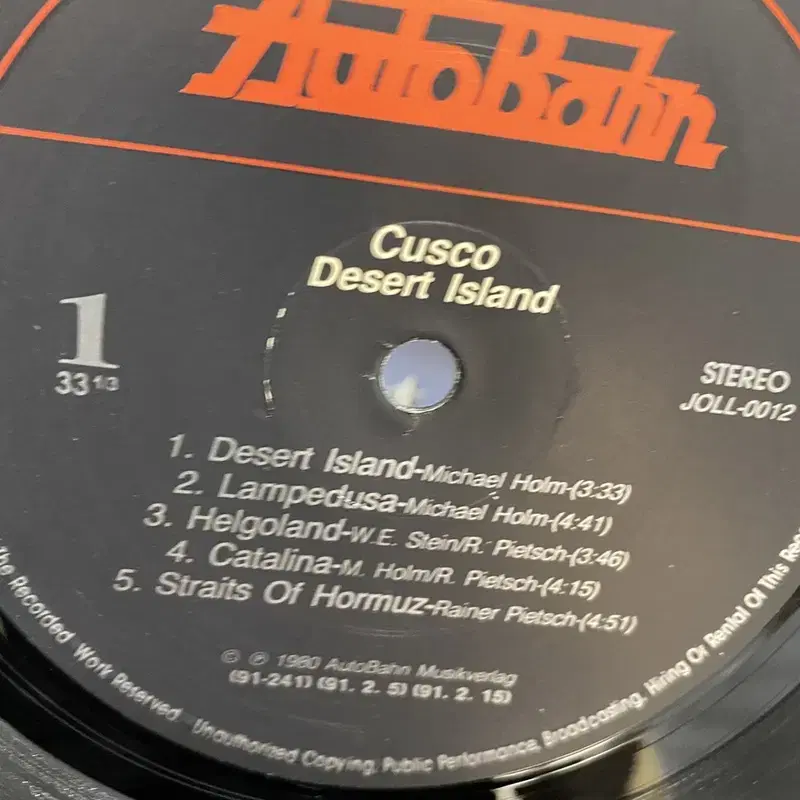 AutoBahn
Cusco
Desert Island
1
33 1/3
STEREO
JOLL-0012
1. Desert Island-Michael Holm-(3:33)
2. Lampedusa-Michael Holm-(4:41)
3. Helgoland-W.E. Stein/R. Pietsch-(3:46)
4. Catalina-M. Holm/R. Pietsch-(4:15)
5. Straits Of Hormuz-Rainer Pietsch-(4:51)
© ℗ 1980 AutoBahn Musikverlag
(91-241) (91. 2. 5) (91. 2. 15)
The Recorded Work Reserved Unauthorized Copying, Public Performance, Broadcasting, Hiring Or Rental Of This